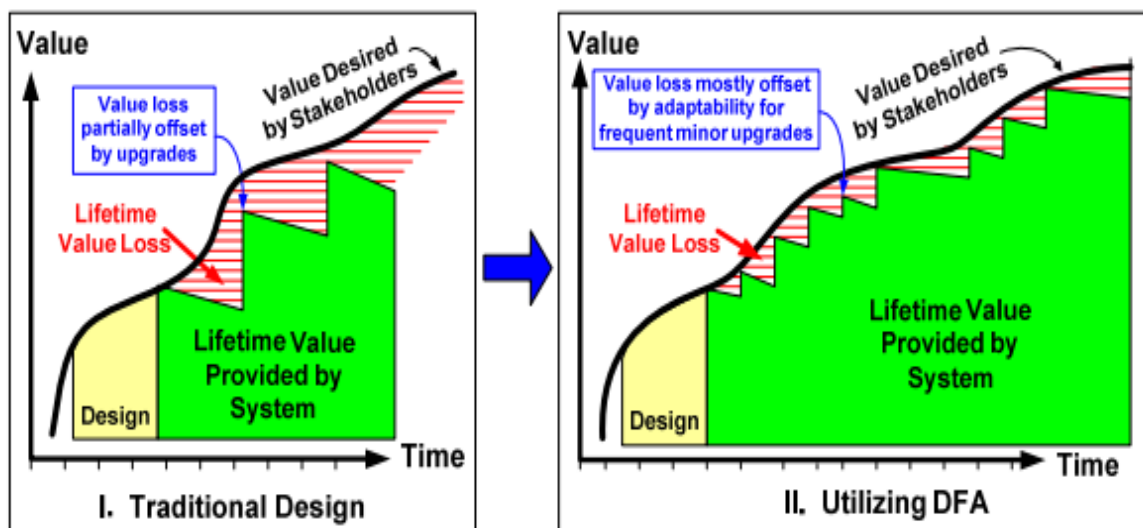 Value
Value loss
partially offset
by upgrades
Value Desired
by Stakeholders
Lifetime
Value Loss
Lifetime Value
Provided by
System
Design
Time
I. Traditional Design
Value
Value loss mostly offset
by adaptability for
frequent minor upgrades
Value Desired
by Stakeholders
Lifetime
Value Loss
Lifetime Value
Provided by
System
Design
Time
II. Utilizing DFA